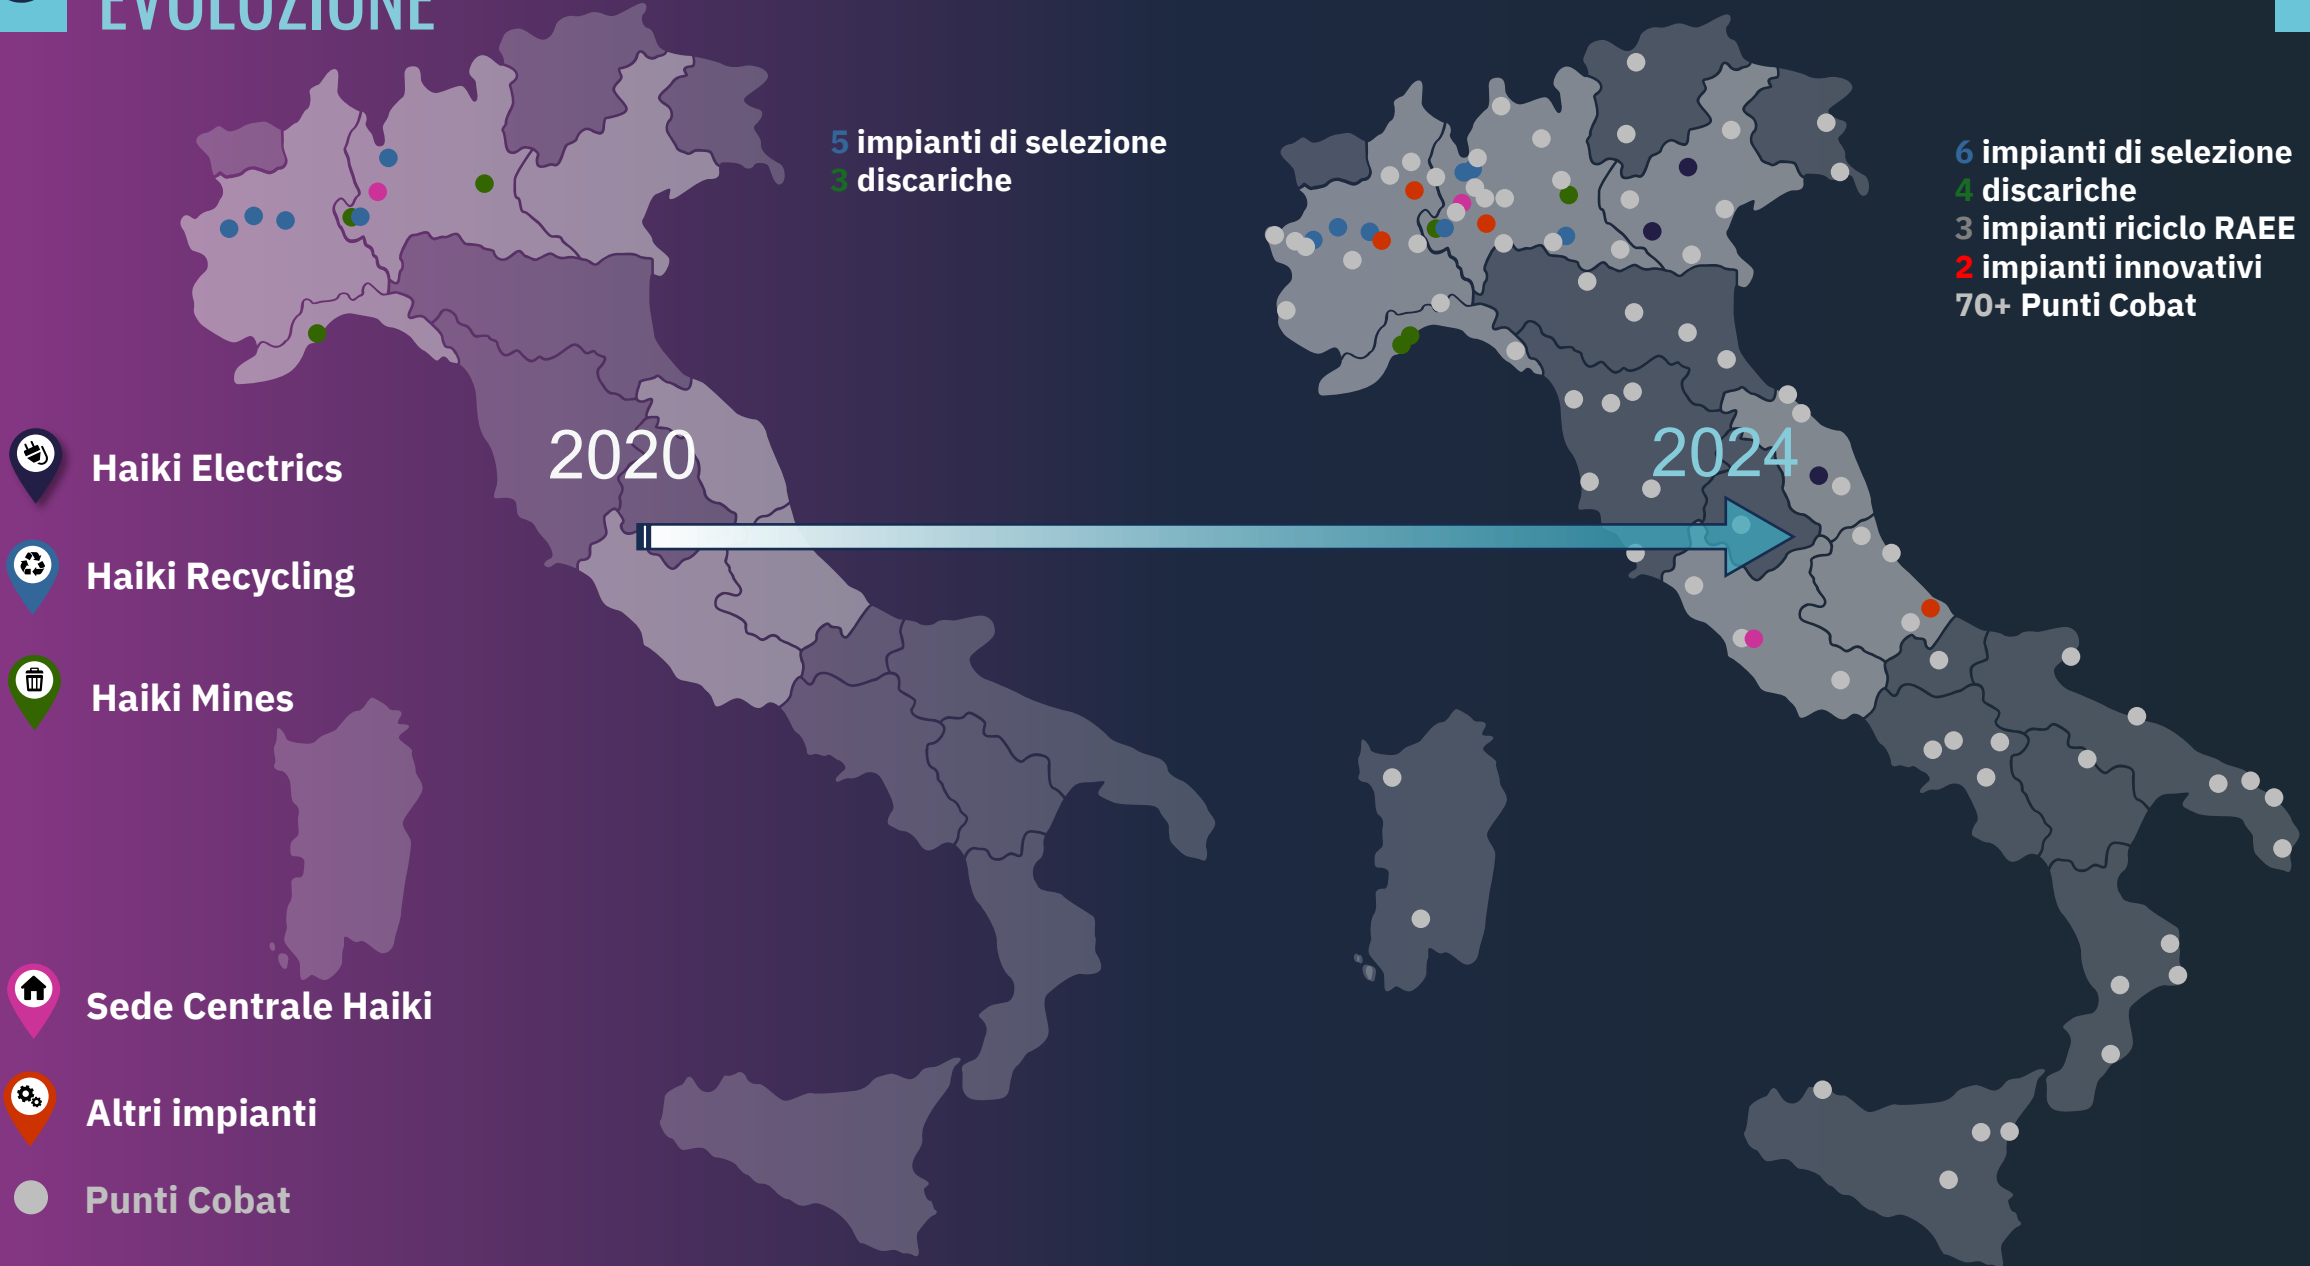 EVOLUZIONE
5 impianti di selezione
3 discariche
6 impianti di selezione
4 discariche
3 impianti riciclo RAEE
2 impianti innovativi
70+ Punti Cobat
2020
2024
Haiki Electrics
Haiki Recycling
Haiki Mines
Sede Centrale Haiki
Altri impianti
Punti Cobat